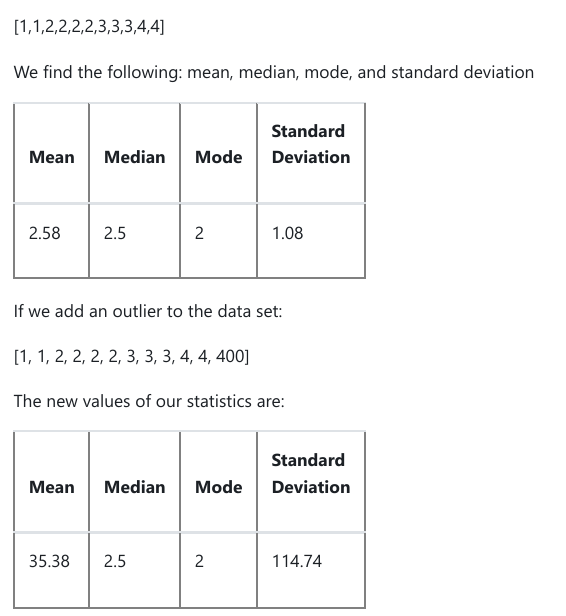 [1,1,2,2,2,2,3,3,3,4,4]
We find the following: mean, median, mode, and standard deviation
Mean Median Mode Standard Deviation
2.58 2.5 2 1.08
If we add an outlier to the data set:
[1, 1, 2, 2, 2, 2, 3, 3, 3, 4, 4, 400]
The new values of our statistics are:
Mean Median Mode Standard Deviation
35.38 2.5 2 114.74